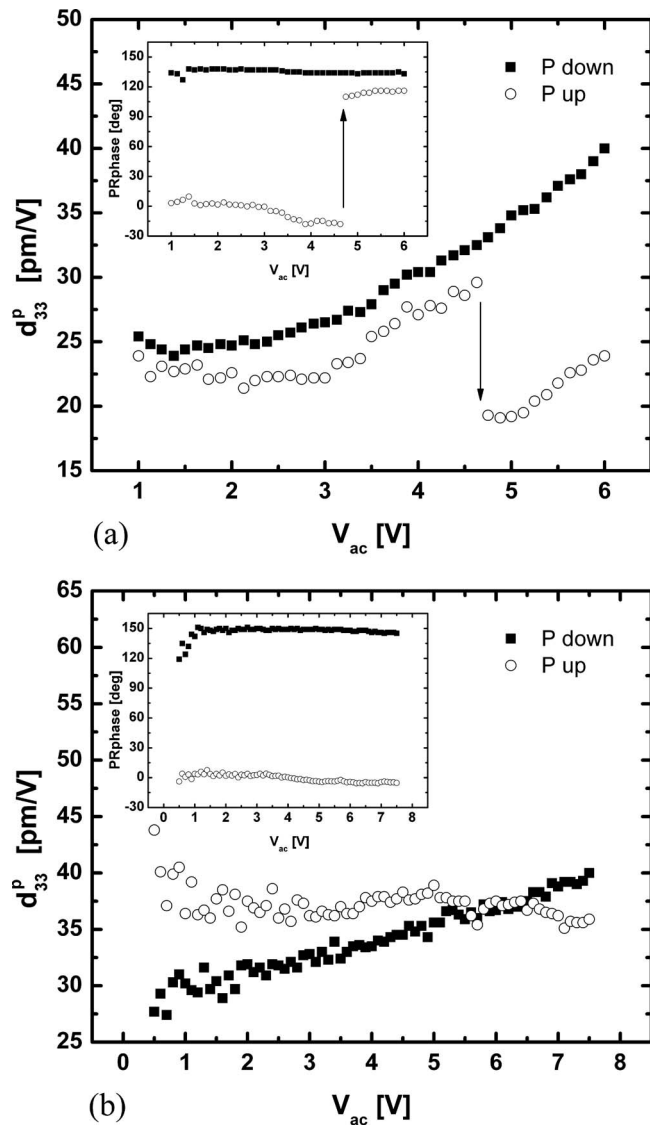 50
45
40
35
30
25
20
15
d₃₃ᵖ [pm/V]
150
120
90
60
30
0
-30
PRphase [deg]
1 2 3 4 5 6
Vac [V]
P down
P up
1 2 3 4 5 6
Vac [V]
(a)
65
60
55
50
45
40
35
30
25
d₃₃ᵖ [pm/V]
150
120
90
60
30
0
-30
PRphase [deg]
0 1 2 3 4 5 6 7 8
Vac [V]
P down
P up
0 1 2 3 4 5 6 7 8
Vac [V]
(b)